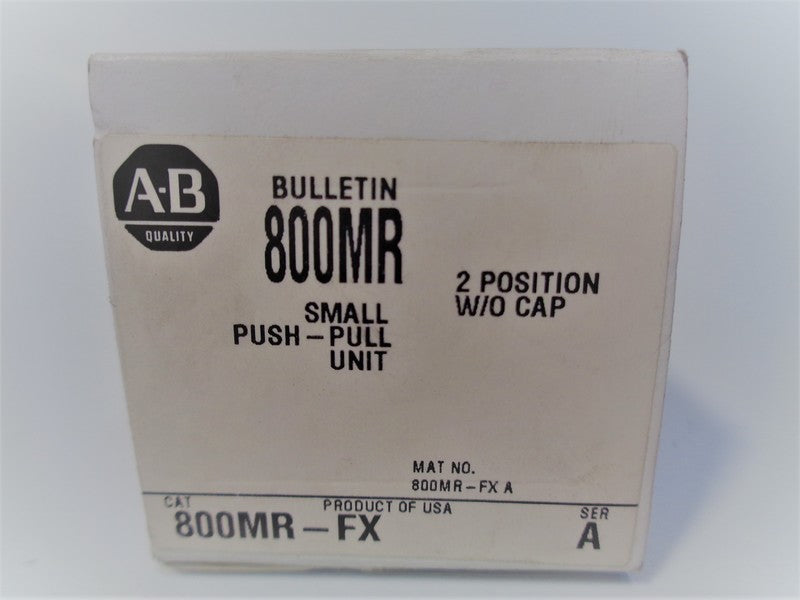 A-B
QUALITY
BULLETIN
800MR
SMALL
PUSH-PULL
UNIT
2 POSITION
W/O CAP
MAT NO.
800MR-FX A
CAT
PRODUCT OF USA
SER
800MR-FX
A